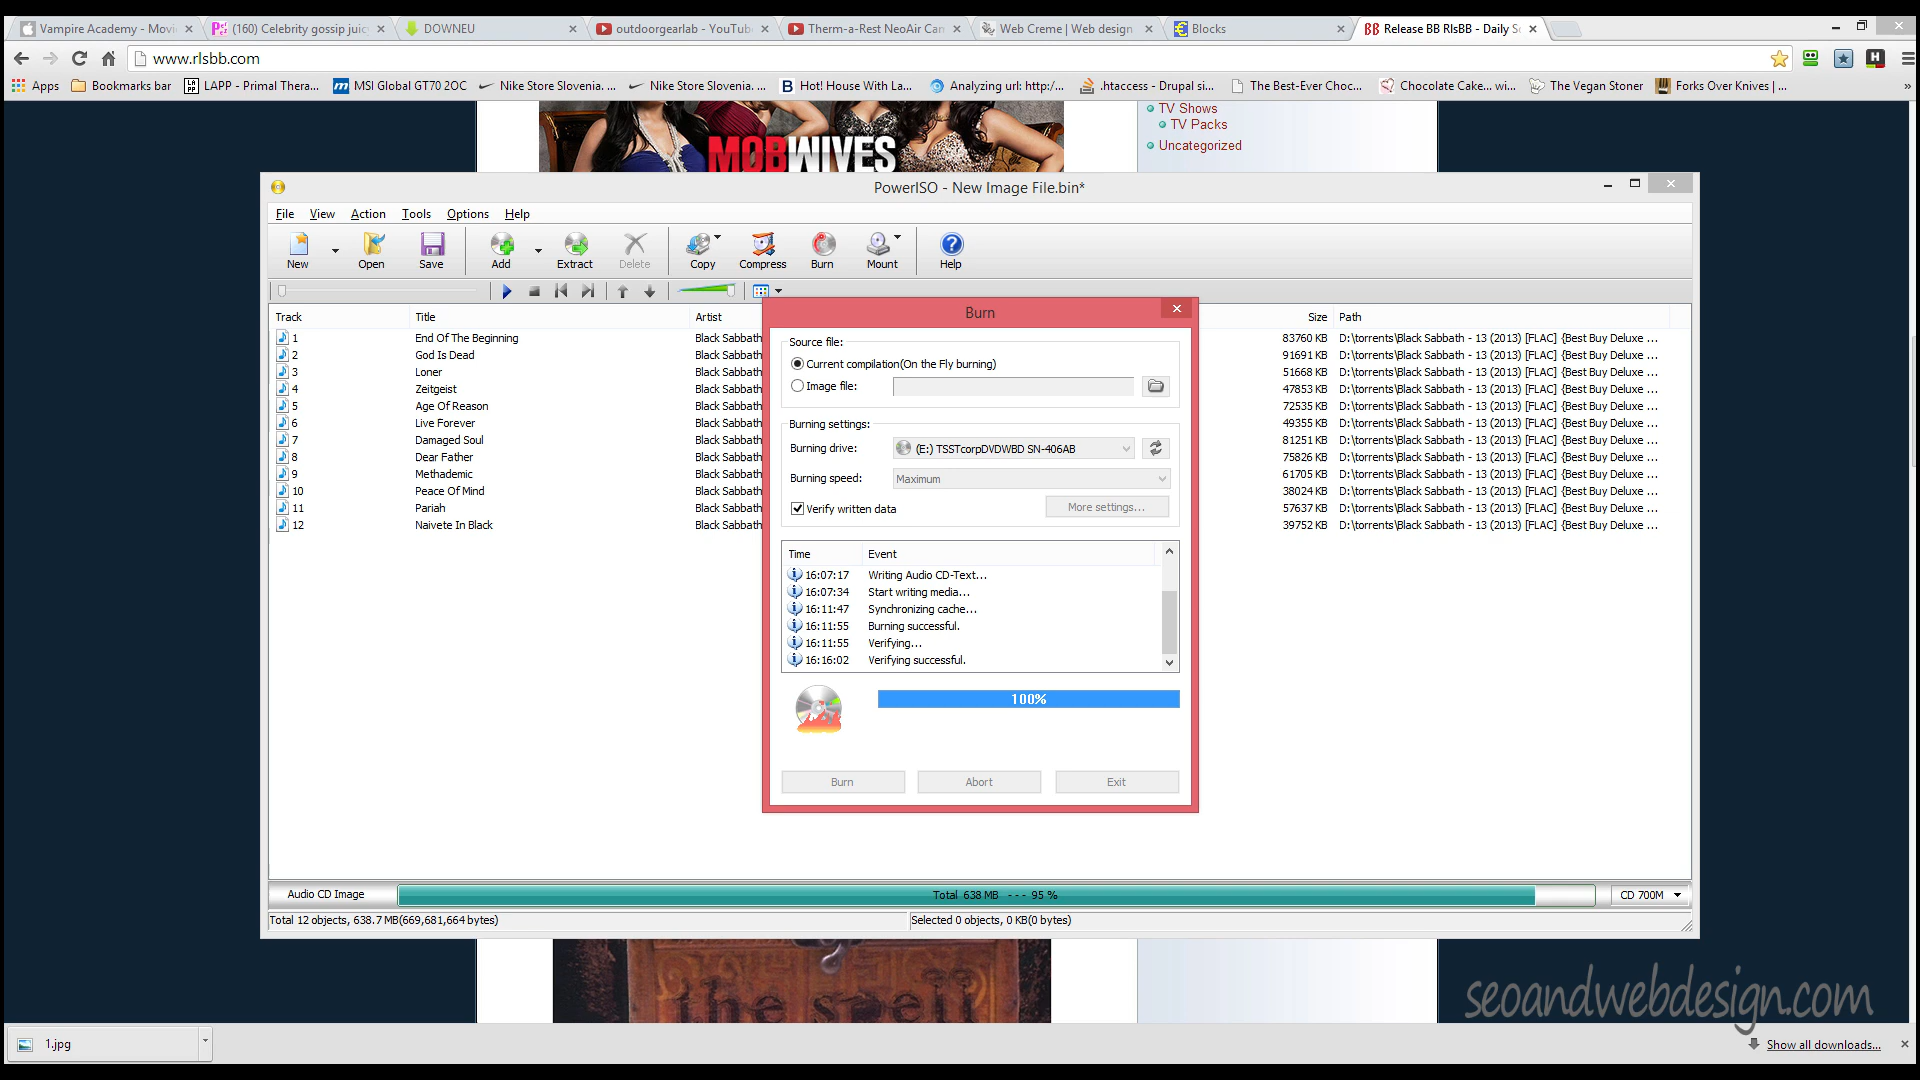 Vampire Academy - Movi
(160) Celebrity gossip juic
DOWNEU
outdoorgearlab - YouTub
Therm-a-Rest NeoAir Cam
Web Creme | Web design
Blocks
BB Release BB RlsBB - Daily S
www.rlsbb.com
Apps
Bookmarks bar
LAPP - Primal Thera...
MSI Global GT70 2OC
Nike Store Slovenia. ...
Nike Store Slovenia. ...
B Hot! House With La...
Analyzing url: http:/...
.htaccess - Drupal si...
The Best-Ever Choc...
Chocolate Cake... wi...
The Vegan Stoner
Forks Over Knives | ...
»
MOBWIVES
TV Shows
TV Packs
Uncategorized
PowerISO - New Image File.bin*
File View Action Tools Options Help
New Open Save Add Extract Delete Copy Compress Burn Mount Help
Track Title Artist Size Path
1 End Of The Beginning Black Sabbath 83760 KB D:\torrents\Black Sabbath - 13 (2013) [FLAC] {Best Buy Deluxe ...
2 God Is Dead Black Sabbath 91691 KB D:\torrents\Black Sabbath - 13 (2013) [FLAC] {Best Buy Deluxe ...
3 Loner Black Sabbath 51668 KB D:\torrents\Black Sabbath - 13 (2013) [FLAC] {Best Buy Deluxe ...
4 Zeitgeist Black Sabbath 47853 KB D:\torrents\Black Sabbath - 13 (2013) [FLAC] {Best Buy Deluxe ...
5 Age Of Reason Black Sabbath 72535 KB D:\torrents\Black Sabbath - 13 (2013) [FLAC] {Best Buy Deluxe ...
6 Live Forever Black Sabbath 49355 KB D:\torrents\Black Sabbath - 13 (2013) [FLAC] {Best Buy Deluxe ...
7 Damaged Soul Black Sabbath 81251 KB D:\torrents\Black Sabbath - 13 (2013) [FLAC] {Best Buy Deluxe ...
8 Dear Father Black Sabbath 75826 KB D:\torrents\Black Sabbath - 13 (2013) [FLAC] {Best Buy Deluxe ...
9 Methademic Black Sabbath 61705 KB D:\torrents\Black Sabbath - 13 (2013) [FLAC] {Best Buy Deluxe ...
10 Peace Of Mind Black Sabbath 38024 KB D:\torrents\Black Sabbath - 13 (2013) [FLAC] {Best Buy Deluxe ...
11 Pariah Black Sabbath 57637 KB D:\torrents\Black Sabbath - 13 (2013) [FLAC] {Best Buy Deluxe ...
12 Naivete In Black Black Sabbath 39752 KB D:\torrents\Black Sabbath - 13 (2013) [FLAC] {Best Buy Deluxe ...
Burn
Source file:
Current compilation(On the Fly burning)
Image file:
Burning settings:
Burning drive: (E:) TSSTcorpDVDWBD SN-406AB
Burning speed: Maximum
Verify written data More settings...
Time Event
16:07:17 Writing Audio CD-Text...
16:07:34 Start writing media...
16:11:47 Synchronizing cache...
16:11:55 Burning successful.
16:11:55 Verifying...
16:16:02 Verifying successful.
100%
Burn Abort Exit
Audio CD Image Total 638 MB --- 95 % CD 700M
Total 12 objects, 638.7 MB(669,681,664 bytes) Selected 0 objects, 0 KB(0 bytes)
the spell
seoandwebdesign.com
1.jpg
Show all downloads...